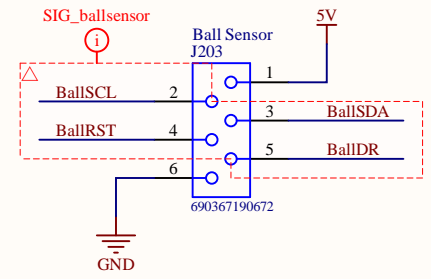 SIG_ballsensor
i
Ball Sensor
J203
5V
1
BallSCL 2
3 BallSDA
BallRST 4
5 BallDR
6
690367190672
GND